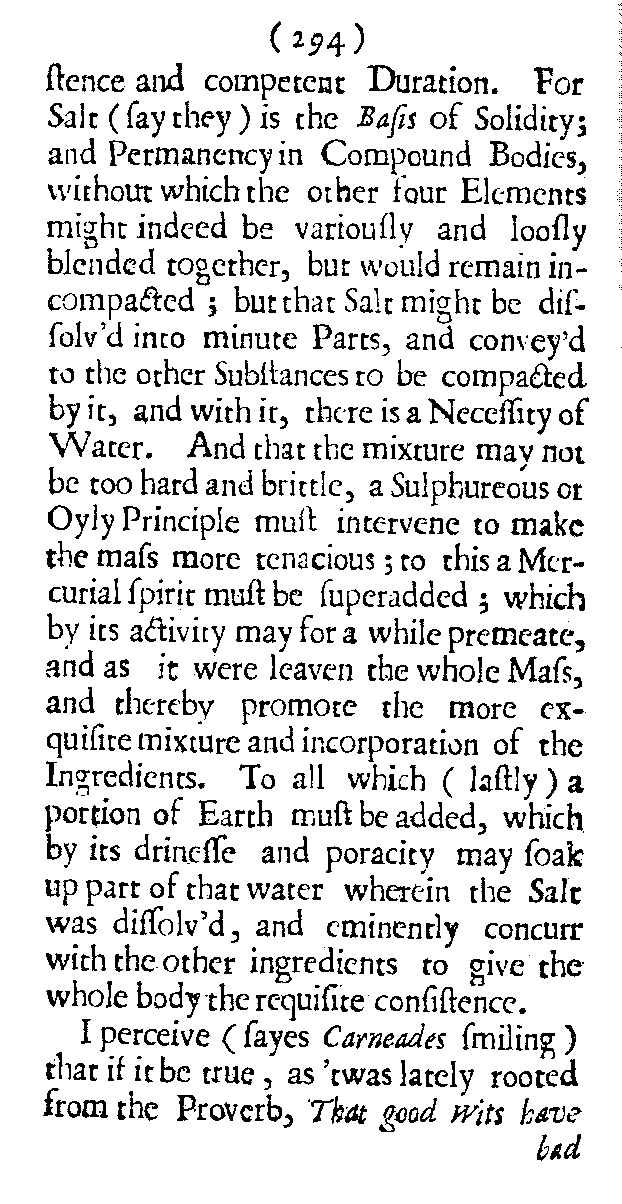 (294)
ſtence and competent Duration. For
Salt (ſay they) is the Baſis of Solidity;
and Permanency in Compound Bodies,
without which the other four Elements
might indeed be variouſly and looſly
blended together, but would remain in-
compacted ; but that Salt might be diſ-
ſolv'd into minute Parts, and convey'd
to the other Subſtances to be compacted
by it, and with it, there is a Neceſſity of
Water. And that the mixture may not
be too hard and brittle, a Sulphureous or
Oyly Principle muſt intervene to make
the maſs more tenacious ; to this a Mer-
curial ſpirit muſt be ſuperadded ; which
by its activity may for a while premeate,
and as it were leaven the whole Maſs,
and thereby promote the more ex-
quiſite mixture and incorporation of the
Ingredients. To all which ( laſtly ) a
portion of Earth muſt be added, which
by its drineſſe and poracity may ſoak
up part of that water wherein the Salt
was diſſolv'd, and eminently concurr
with the other ingredients to give the
whole body the requiſite conſiſtence.
I perceive (ſayes Carneades ſmiling)
that if it be true, as 'twas lately rooted
from the Proverb, That good Wits have
bad